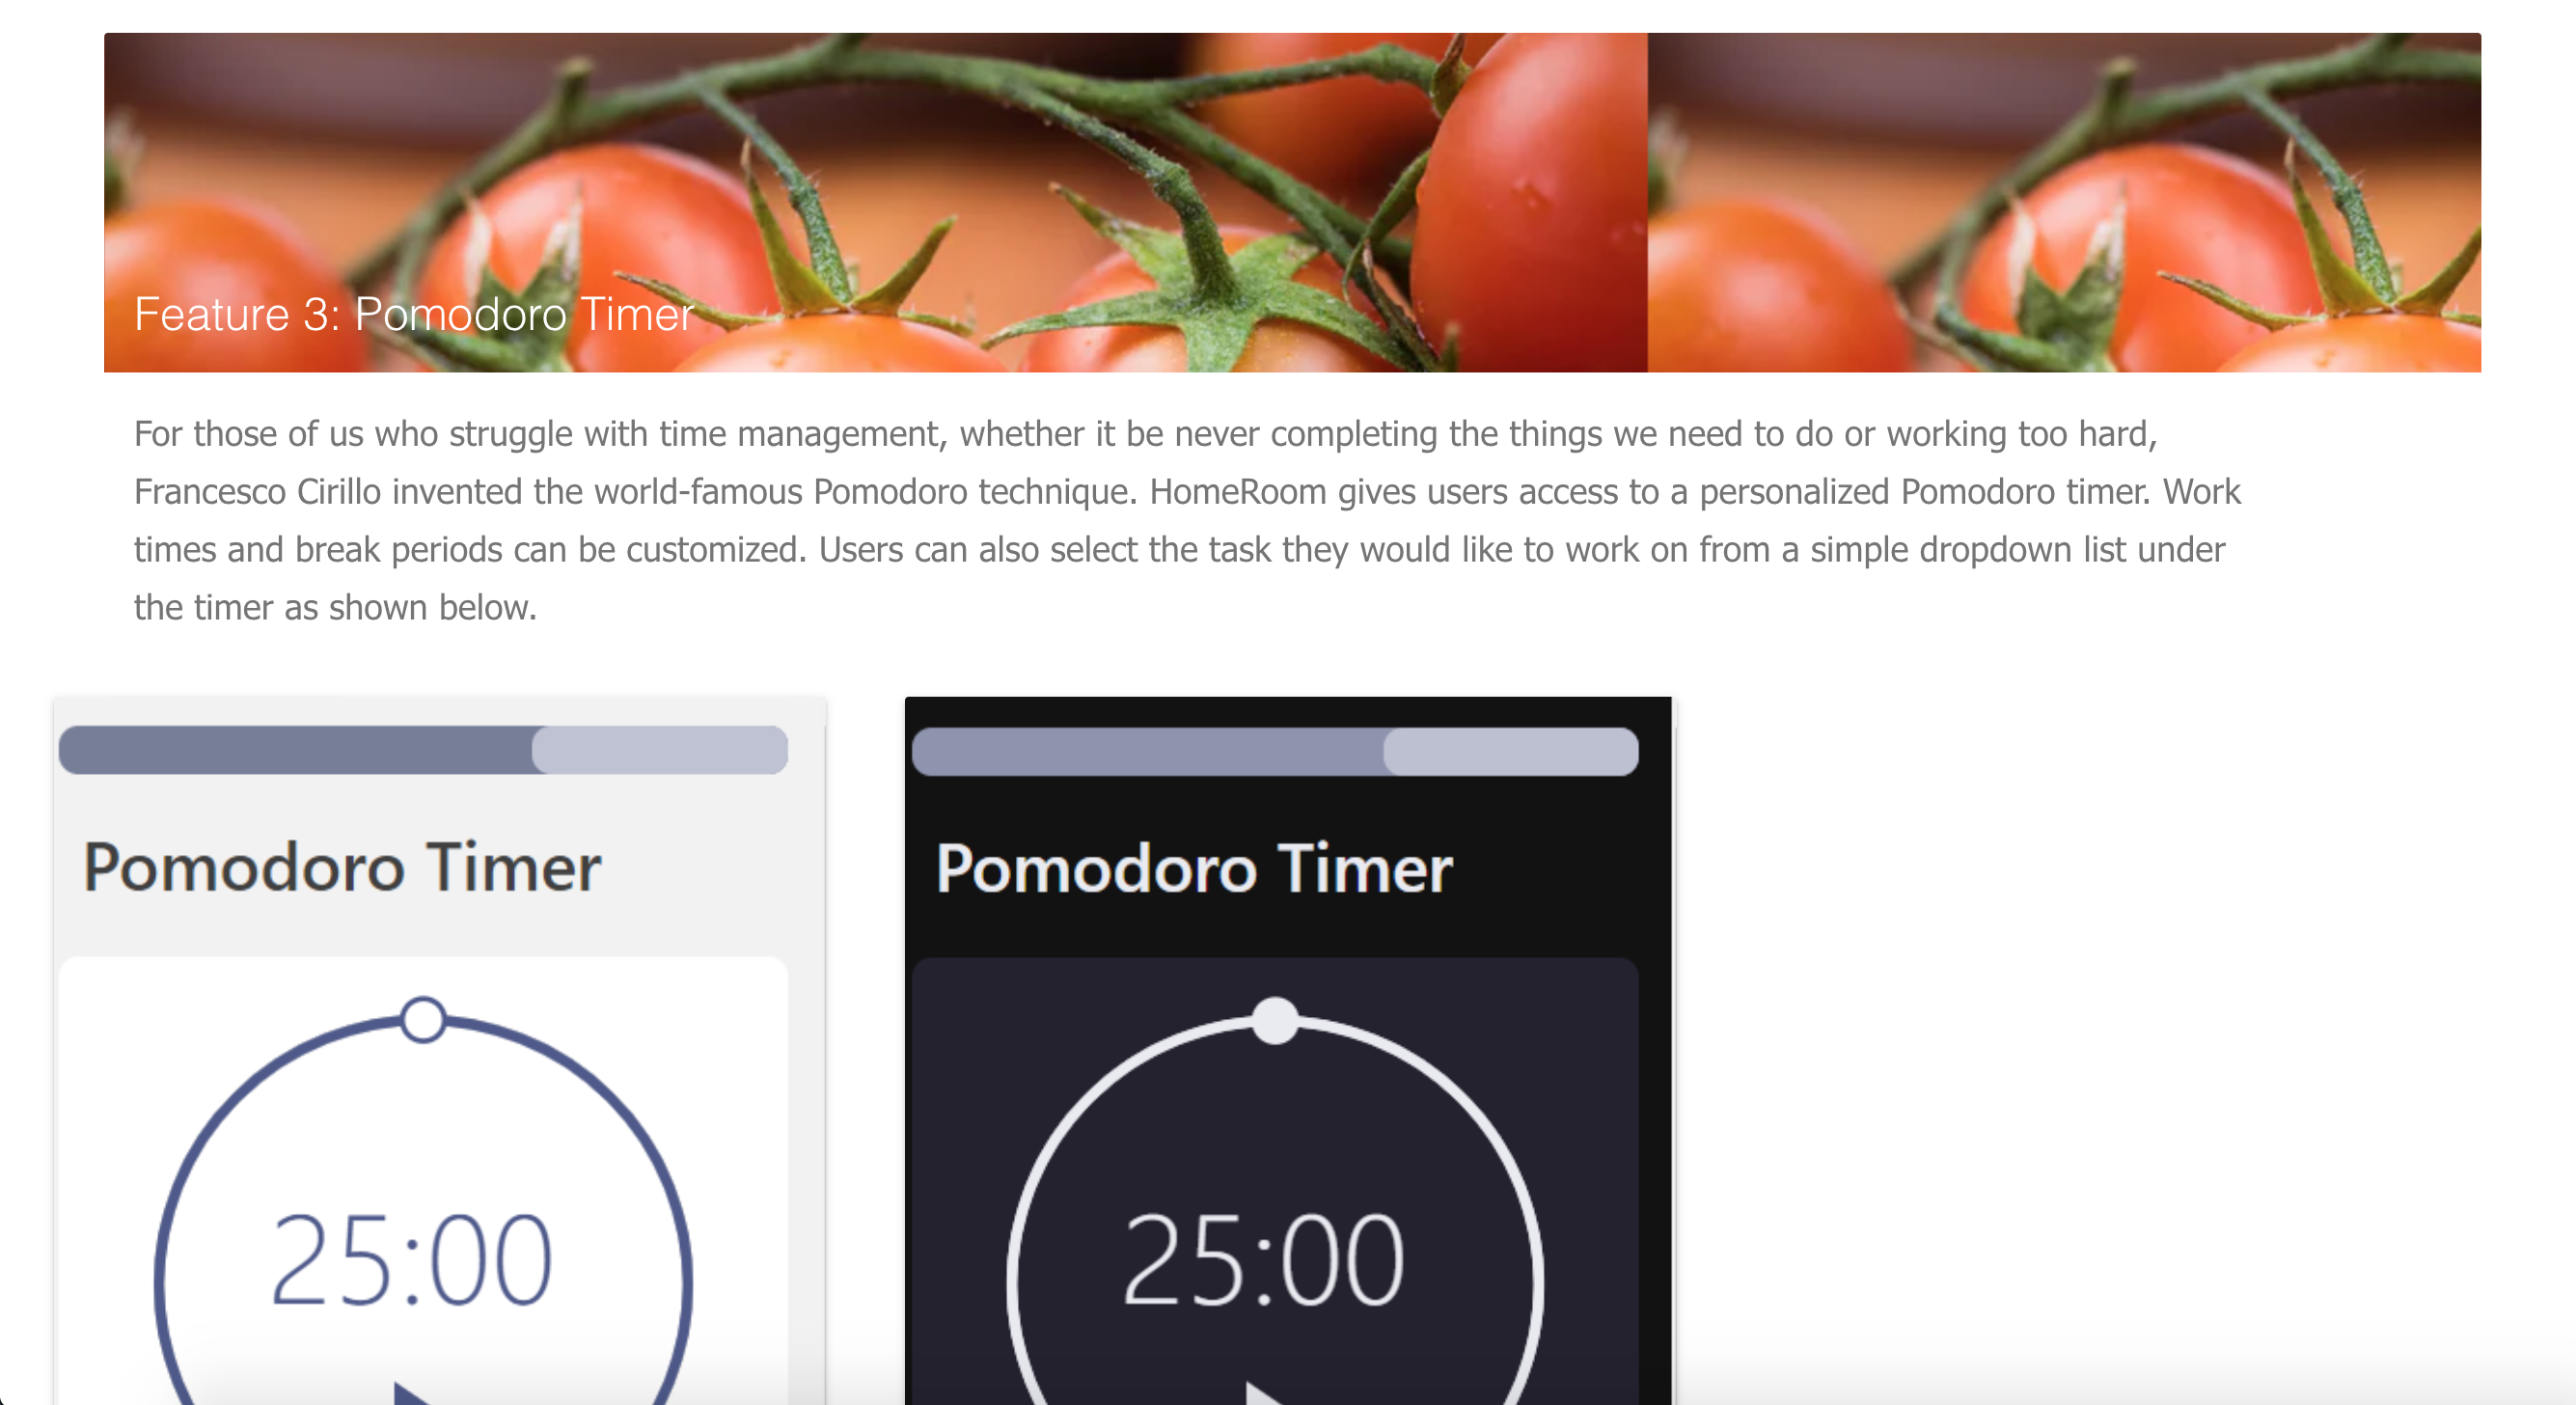 Feature 3: Pomodoro Timer
For those of us who struggle with time management, whether it be never completing the things we need to do or working too hard,
Francesco Cirillo invented the world-famous Pomodoro technique. HomeRoom gives users access to a personalized Pomodoro timer. Work
times and break periods can be customized. Users can also select the task they would like to work on from a simple dropdown list under
the timer as shown below.
Pomodoro Timer
25:00
Pomodoro Timer
25:00